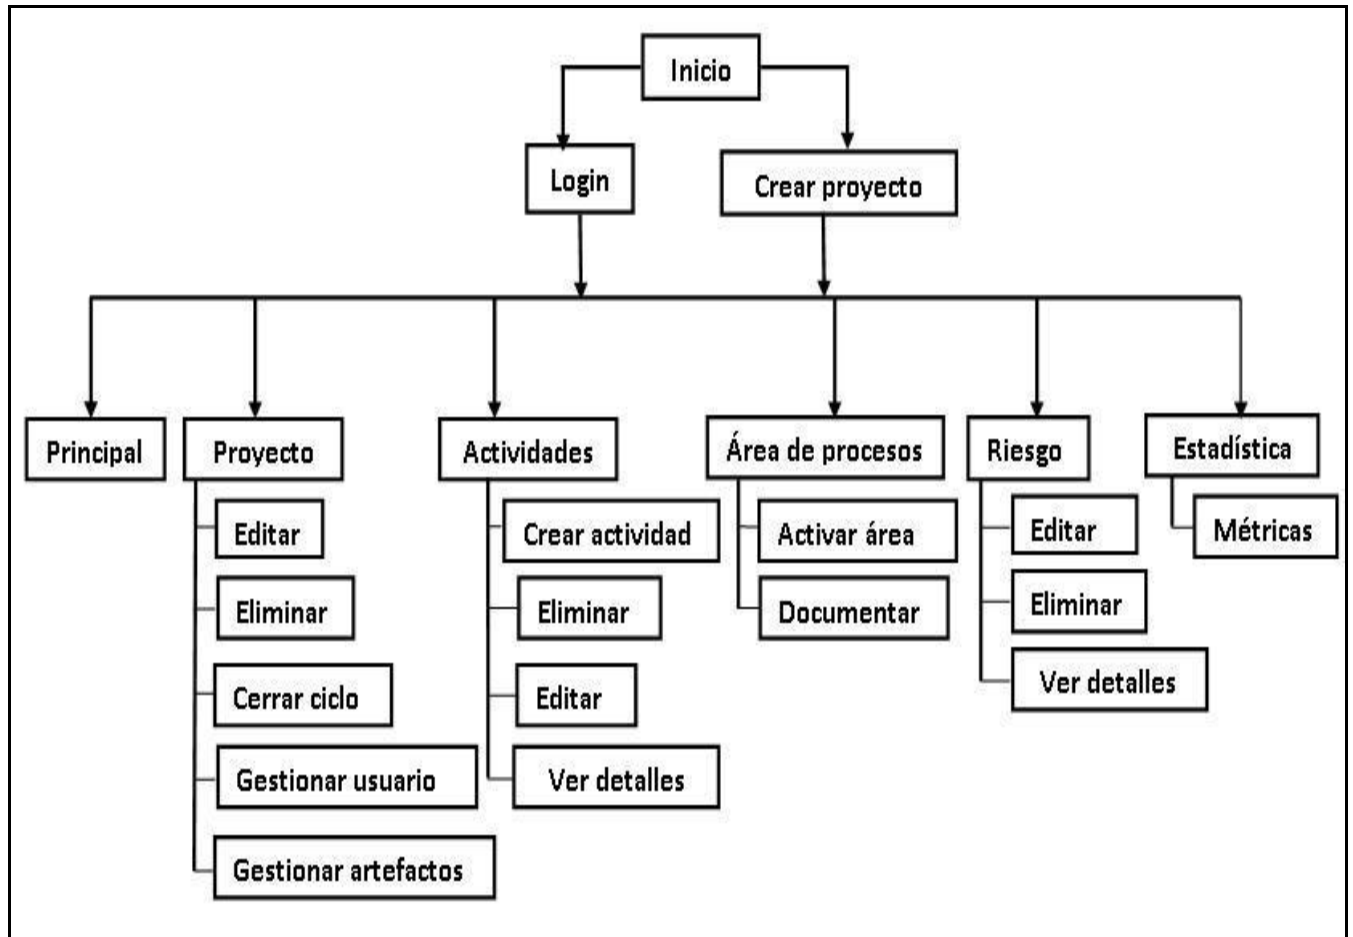 Inicio
Login
Crear proyecto
Principal
Proyecto
Actividades
Área de procesos
Riesgo
Estadística
Editar
Eliminar
Cerrar ciclo
Gestionar usuario
Gestionar artefactos
Crear actividad
Eliminar
Editar
Ver detalles
Activar área
Documentar
Editar
Eliminar
Ver detalles
Métricas